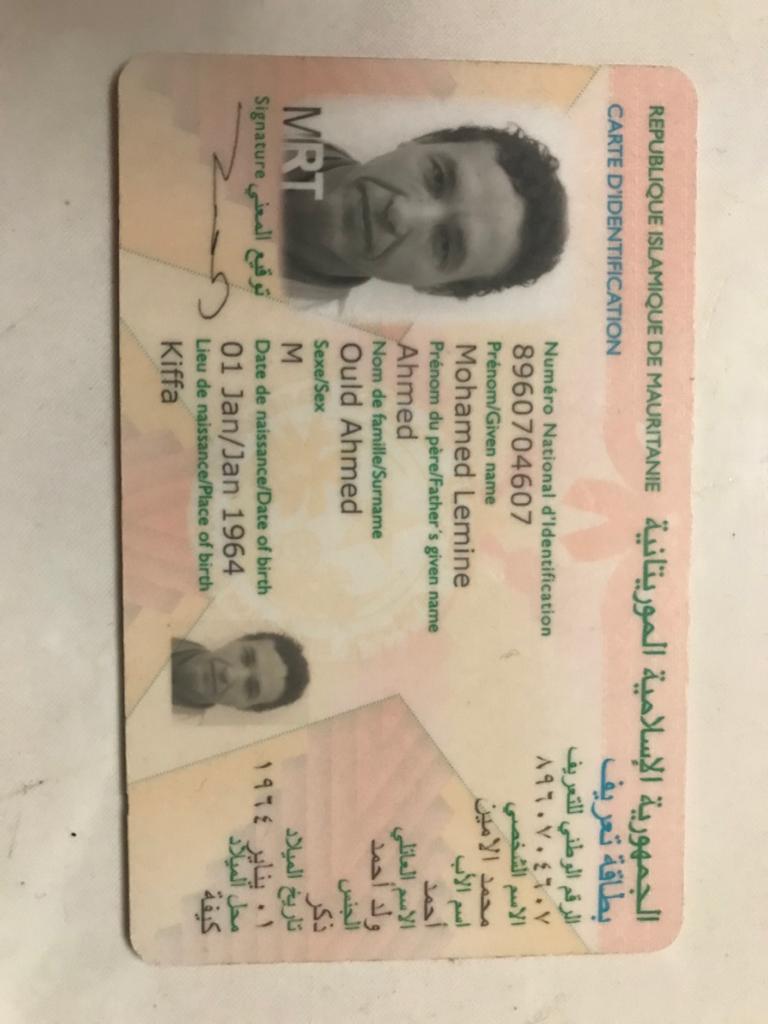 REPUBLIQUE ISLAMIQUE DE MAURITANIE الجمهورية الإسلامية الموريتانية
CARTE D'IDENTIFICATION بطاقة تعريف
Numéro National d'Identification الرقم الوطني للتعريف
8960704607 ٨٩٦٠٧٠٤٦٠٧
Prénom/Given name الاسم الشخصي
Mohamed Lemine محمد الامين
Prénom du père/Father's given name اسم الأب
Ahmed أحمد
Nom de famille/Surname الاسم العائلي
Ould Ahmed ولد أحمد
Sexe/Sex الجنس
M ذكر
Date de naissance/Date of birth تاريخ الميلاد
01 Jan/Jan 1964 ٠١ يناير ١٩٦٤
Lieu de naissance/Place of birth محل الميلاد
Kiffa كيفة
MRT
Signature توقيع المعني